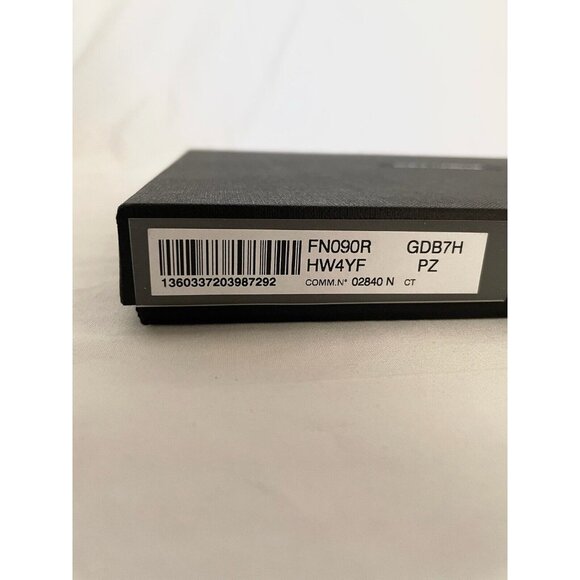 FN090R GDB7H
HW4YF PZ
1360337203987292 COMM.N° 02840 N CT